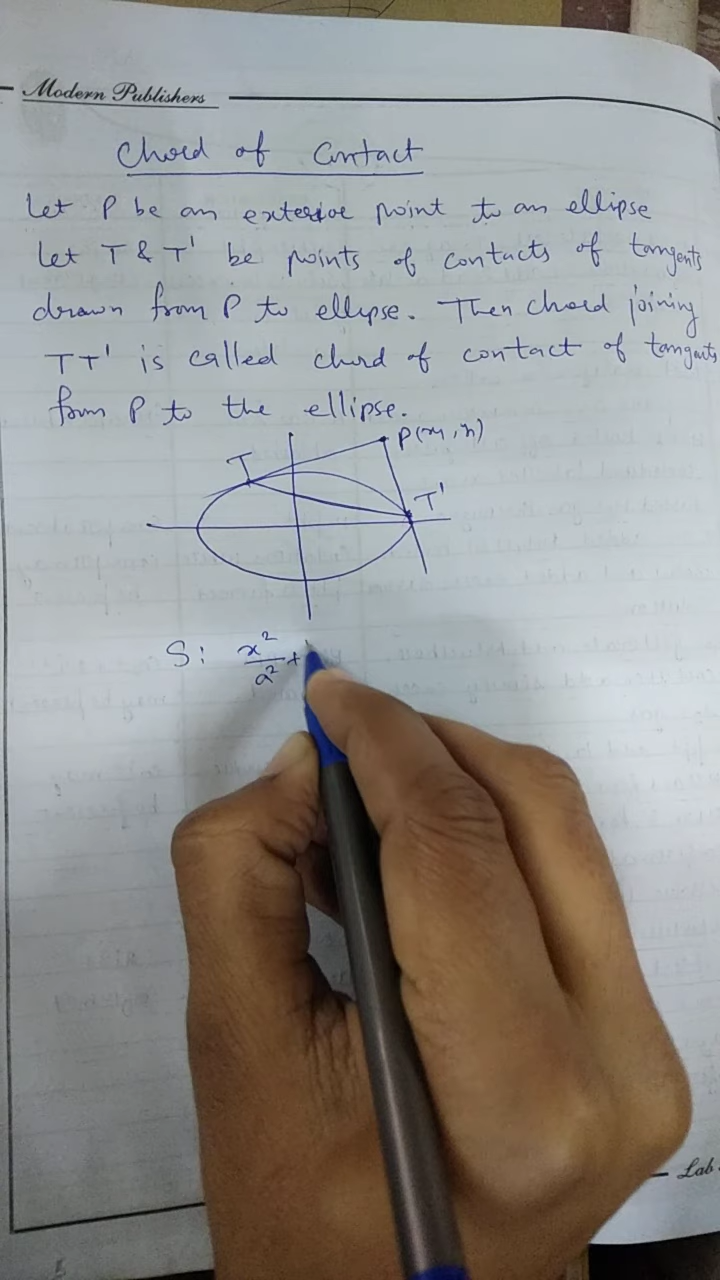 Modern Publishers
Chord of Contact
Let P be an exterior point to an ellipse
Let T & T' be points of contacts of tangents
drawn from P to ellipse. Then chord joining
TT' is called chord of contact of tangents
from P to the ellipse.
P(x₁, y₁)
T
T'
S: x²/a² +
Lab